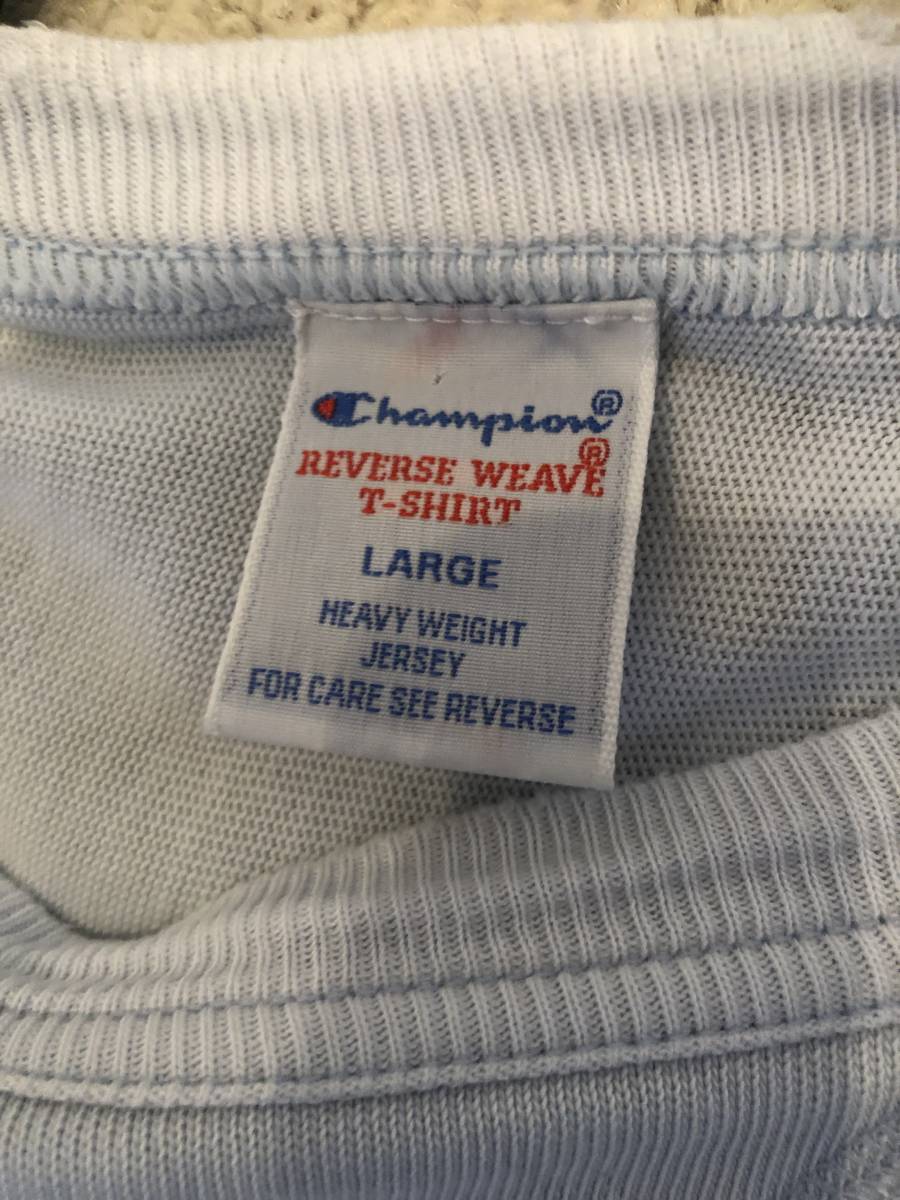 Champion®
REVERSE WEAVE®
T-SHIRT
LARGE
HEAVY WEIGHT
JERSEY
FOR CARE SEE REVERSE